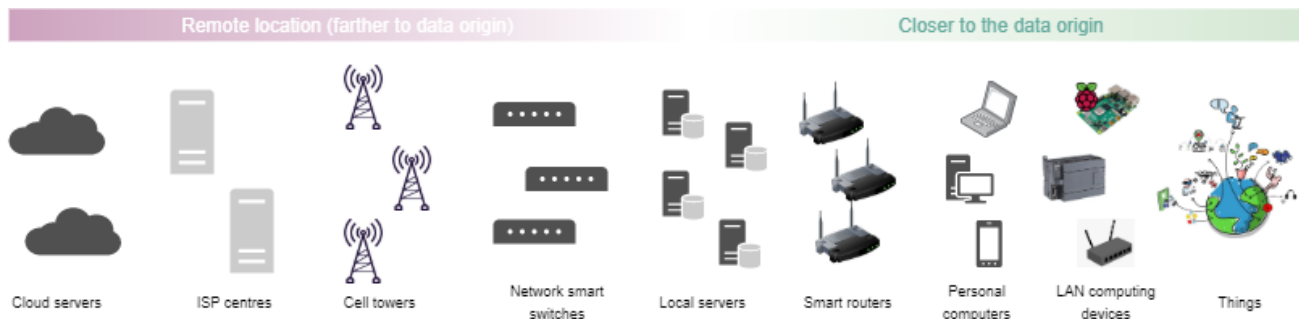 Remote location (farther to data origin)
Closer to the data origin
Cloud servers
ISP centres
Cell towers
Network smart
switches
Local servers
Smart routers
Personal
computers
LAN computing
devices
Things